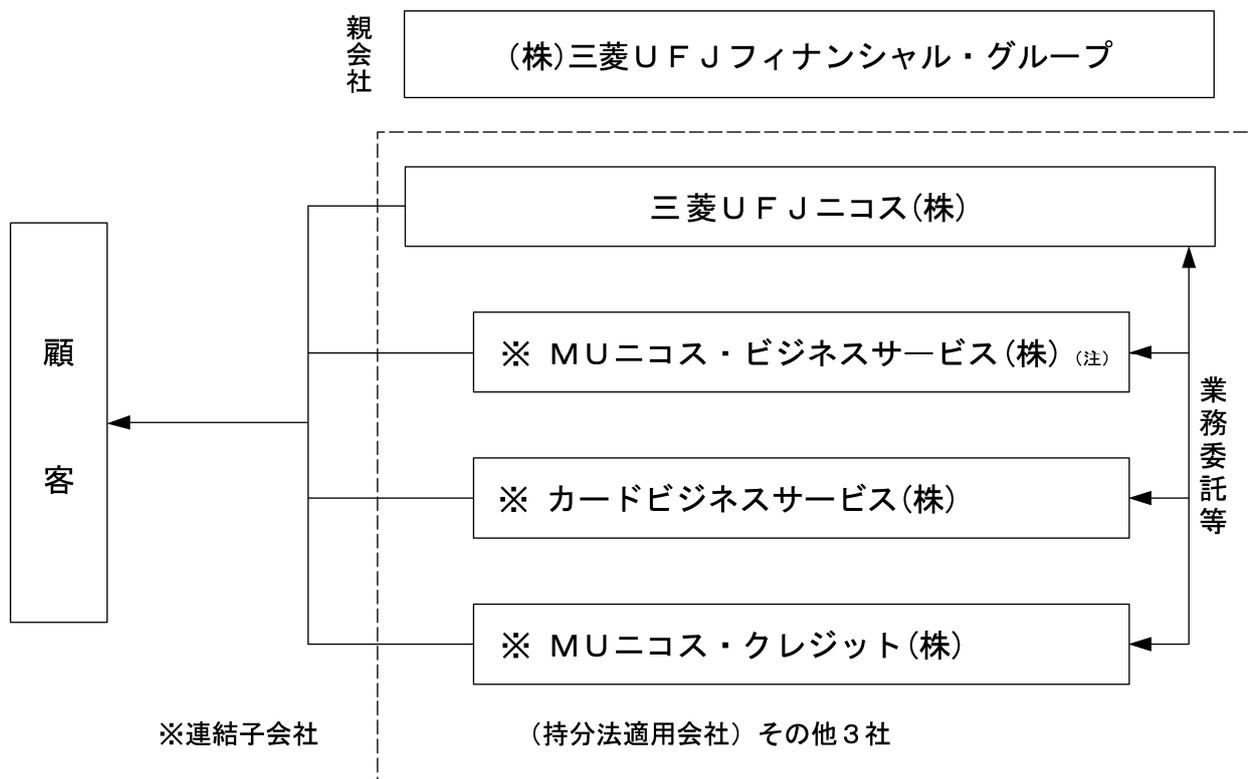 親会社
(株)三菱ＵＦＪフィナンシャル・グループ
三菱ＵＦＪニコス(株)
顧客
※ ＭＵニコス・ビジネスサービス(株) (注)
※ カードビジネスサービス(株)
※ ＭＵニコス・クレジット(株)
業務委託等
※連結子会社
(持分法適用会社) その他３社